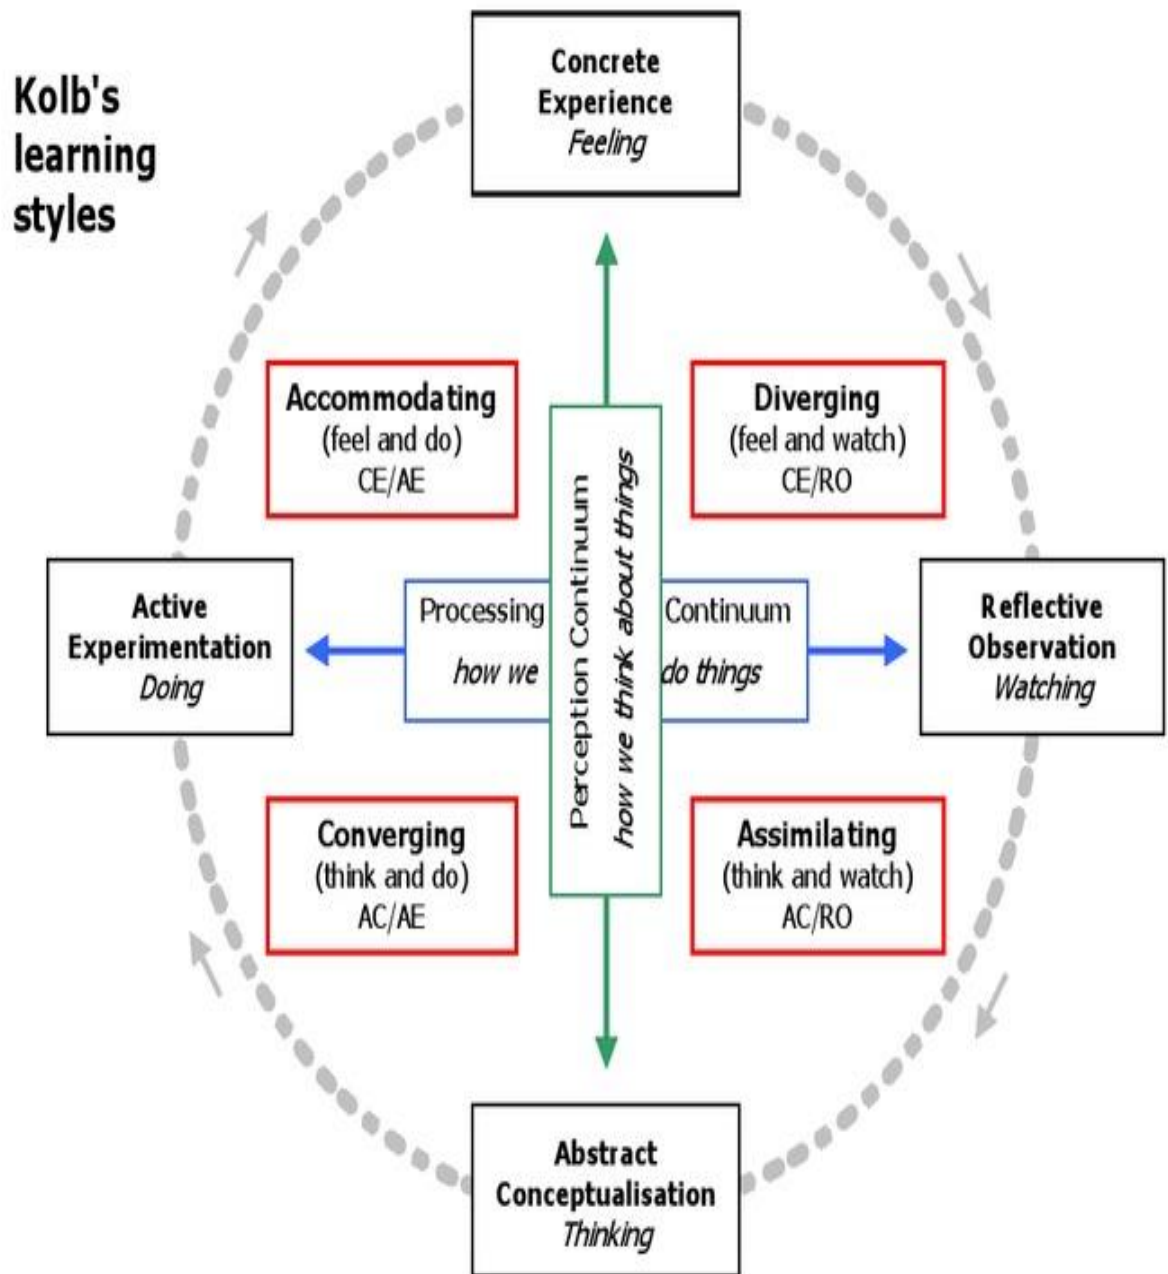 Kolb's
learning
styles
Concrete
Experience
Feeling
Accommodating
(feel and do)
CE/AE
Diverging
(feel and watch)
CE/RO
Active
Experimentation
Doing
Processing Continuum
how we do things
Perception Continuum
how we think about things
Reflective
Observation
Watching
Converging
(think and do)
AC/AE
Assimilating
(think and watch)
AC/RO
Abstract
Conceptualisation
Thinking